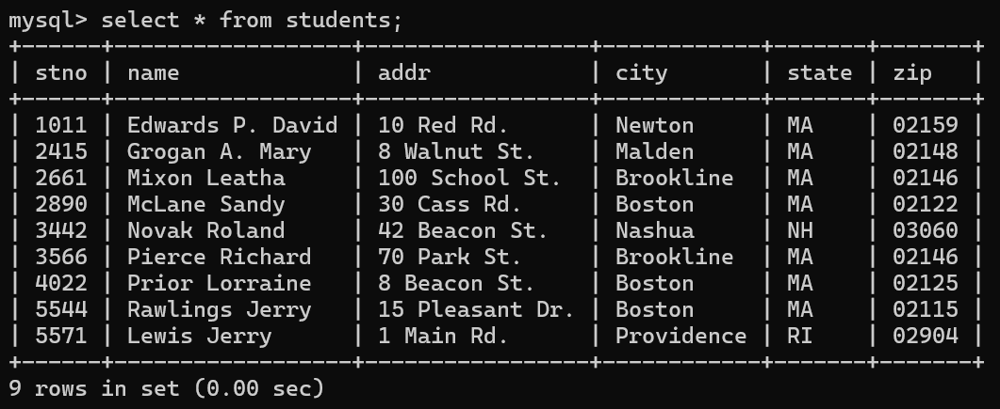 mysql> select * from students;
+------+------------------+-----------------+------------+-------+-------+
| stno | name             | addr            | city       | state | zip   |
+------+------------------+-----------------+------------+-------+-------+
| 1011 | Edwards P. David | 10 Red Rd.      | Newton     | MA    | 02159 |
| 2415 | Grogan A. Mary   | 8 Walnut St.    | Malden     | MA    | 02148 |
| 2661 | Mixon Leatha     | 100 School St.  | Brookline  | MA    | 02146 |
| 2890 | McLane Sandy     | 30 Cass Rd.     | Boston     | MA    | 02122 |
| 3442 | Novak Roland     | 42 Beacon St.   | Nashua     | NH    | 03060 |
| 3566 | Pierce Richard   | 70 Park St.     | Brookline  | MA    | 02146 |
| 4022 | Prior Lorraine   | 8 Beacon St.    | Boston     | MA    | 02125 |
| 5544 | Rawlings Jerry   | 15 Pleasant Dr. | Boston     | MA    | 02115 |
| 5571 | Lewis Jerry      | 1 Main Rd.      | Providence | RI    | 02904 |
+------+------------------+-----------------+------------+-------+-------+
9 rows in set (0.00 sec)